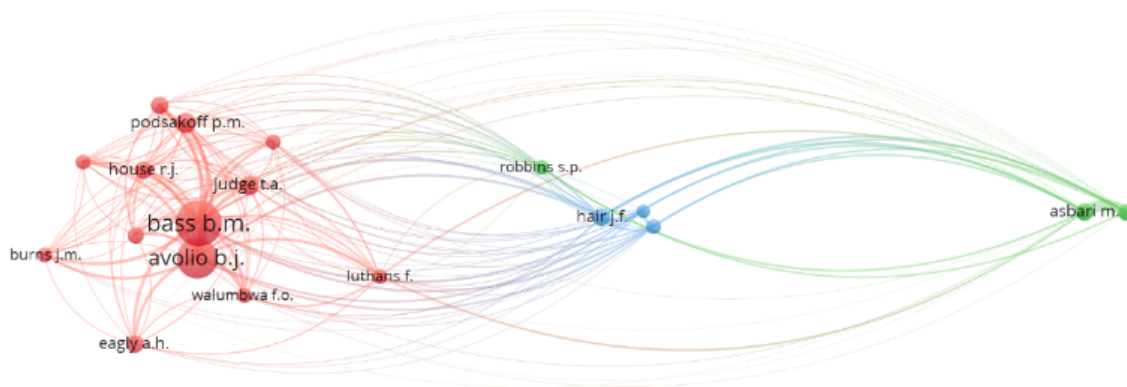 podsakoff p.m.
house r.j.
judge t.a.
robbins s.p.
bass b.m.
hair j.f.
asbari m.
burns j.m.
avolio b.j.
luthans f.
walumbwa f.o.
eagly a.h.